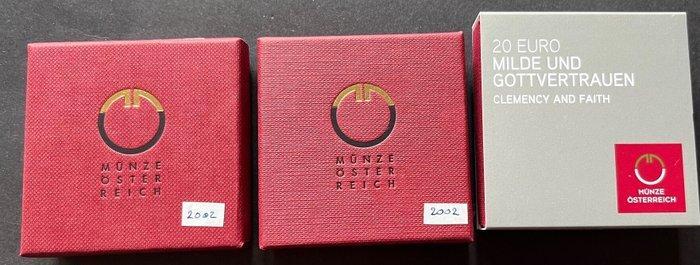 MÜNZE
ÖSTER
REICH
2002
MÜNZE
ÖSTER
REICH
2002
20 EURO
MILDE UND
GOTTVERTRAUEN
CLEMENCY AND FAITH
MÜNZE
ÖSTERREICH